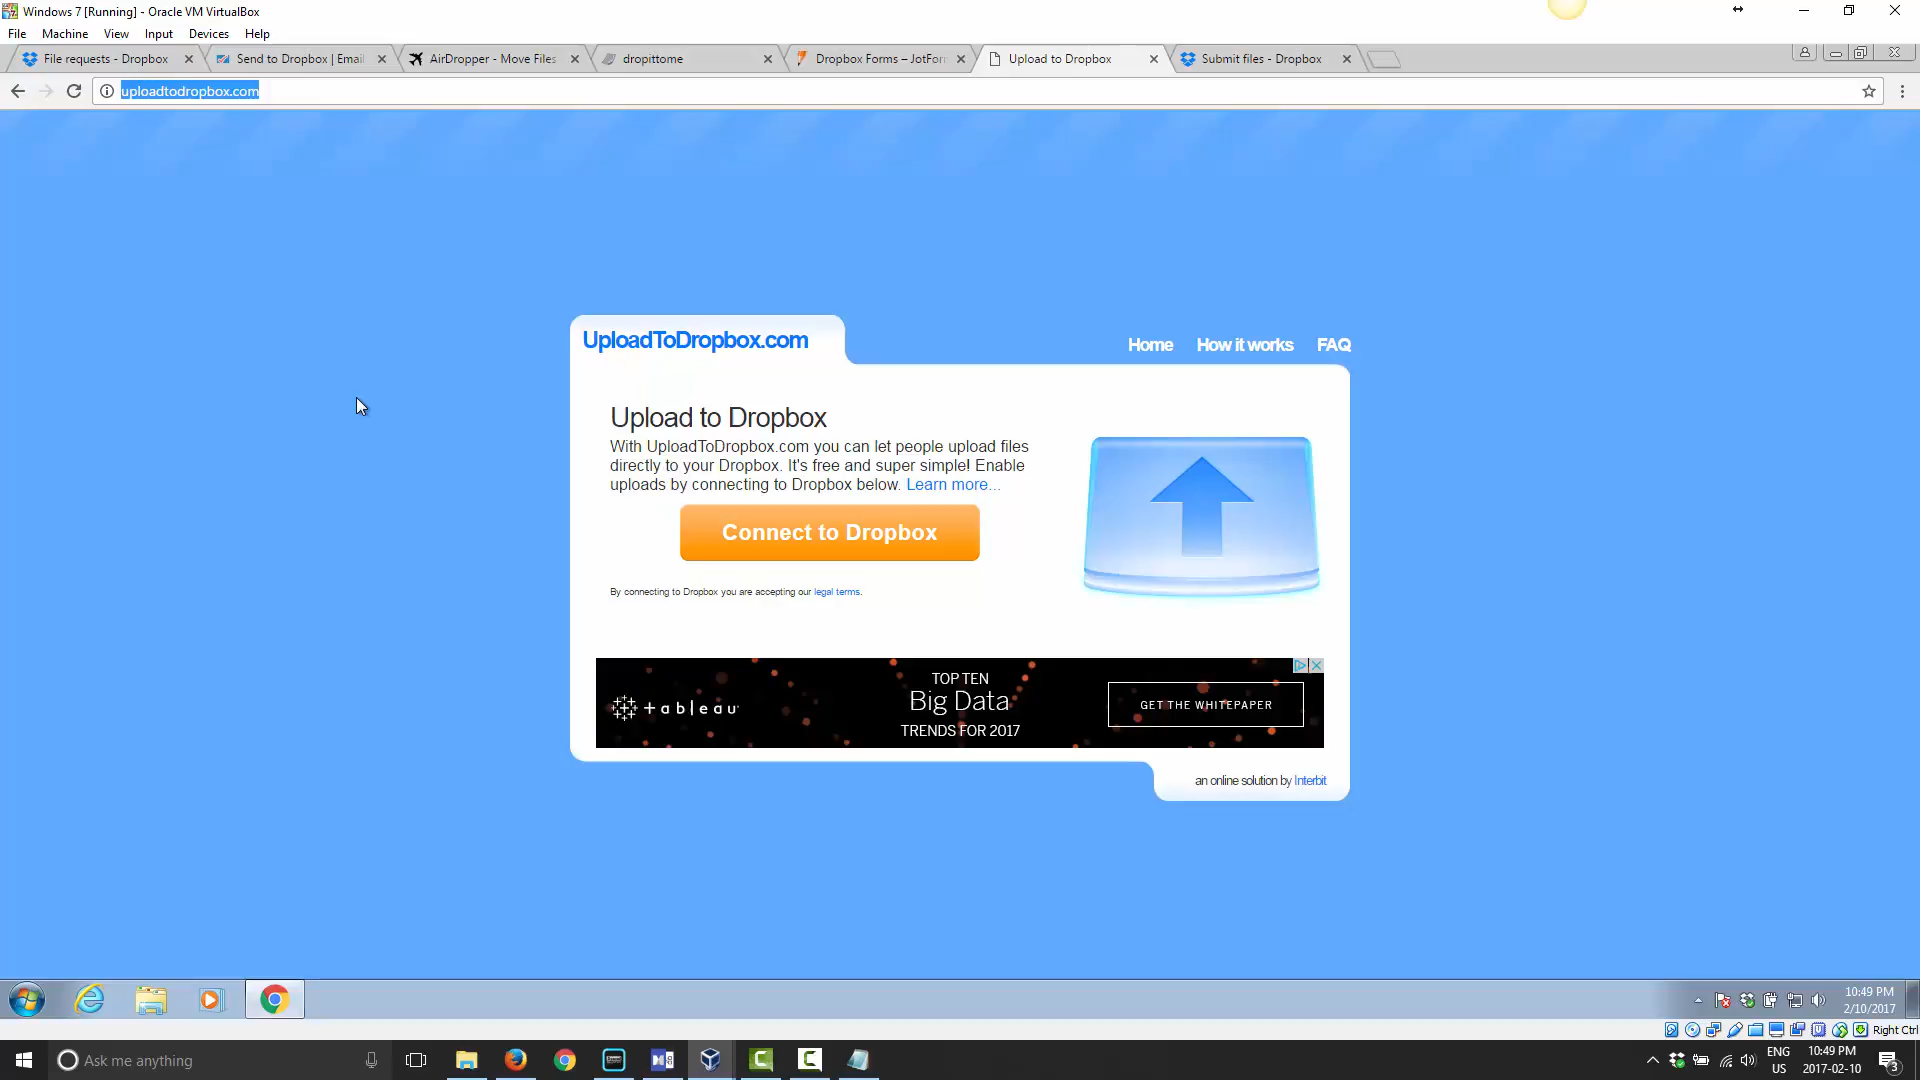 Windows 7 [Running] - Oracle VM VirtualBox
File Machine View Input Devices Help
File requests - Dropbox
Send to Dropbox | Email
AirDropper - Move Files
dropittome
Dropbox Forms – JotForm
Upload to Dropbox
Submit files - Dropbox
uploadtodropbox.com
UploadToDropbox.com
Home How it works FAQ
Upload to Dropbox
With UploadToDropbox.com you can let people upload files
directly to your Dropbox. It's free and super simple! Enable
uploads by connecting to Dropbox below. Learn more...
Connect to Dropbox
By connecting to Dropbox you are accepting our legal terms.
TOP TEN
Big Data
TRENDS FOR 2017
+ableau
GET THE WHITEPAPER
an online solution by Interbit
10:49 PM
2/10/2017
Right Ctrl
Ask me anything
ENG
US
10:49 PM
2017-02-10
3